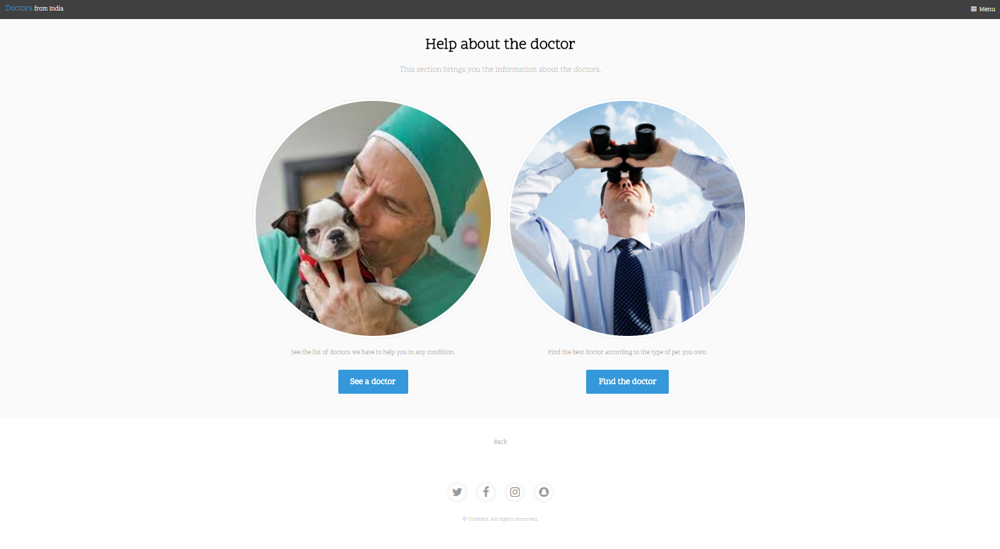 Doctors from India
Menu
Help about the doctor
This section brings you the information about the doctors.
See the list of doctors we have to help you in any condition.
Find the best doctor according to the type of pet you own.
See a doctor
Find the doctor
Back
© Untitled. All rights reserved.